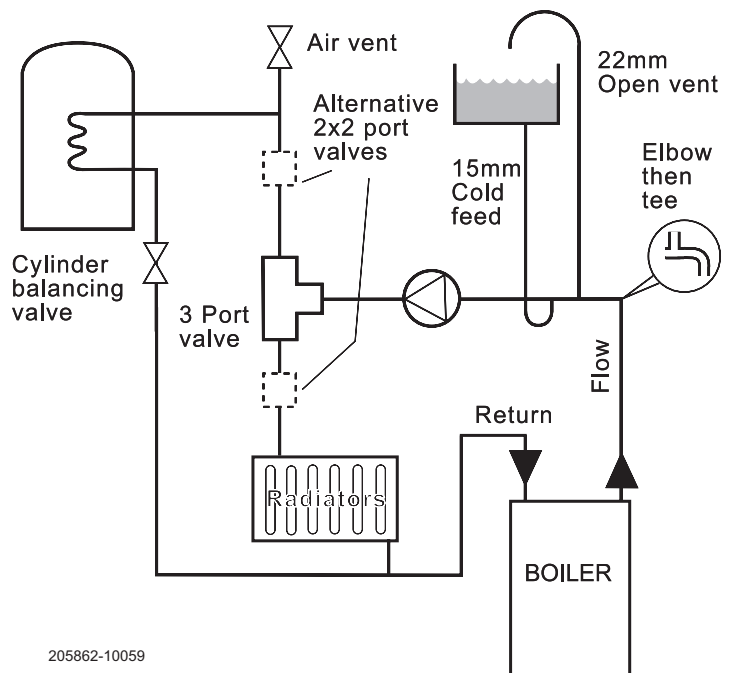 Air vent
Alternative
2x2 port
valves
22mm
Open vent
Elbow
then
tee
15mm
Cold
feed
Cylinder
balancing
valve
3 Port
valve
Flow
Return
Radiators
BOILER
205862-10059